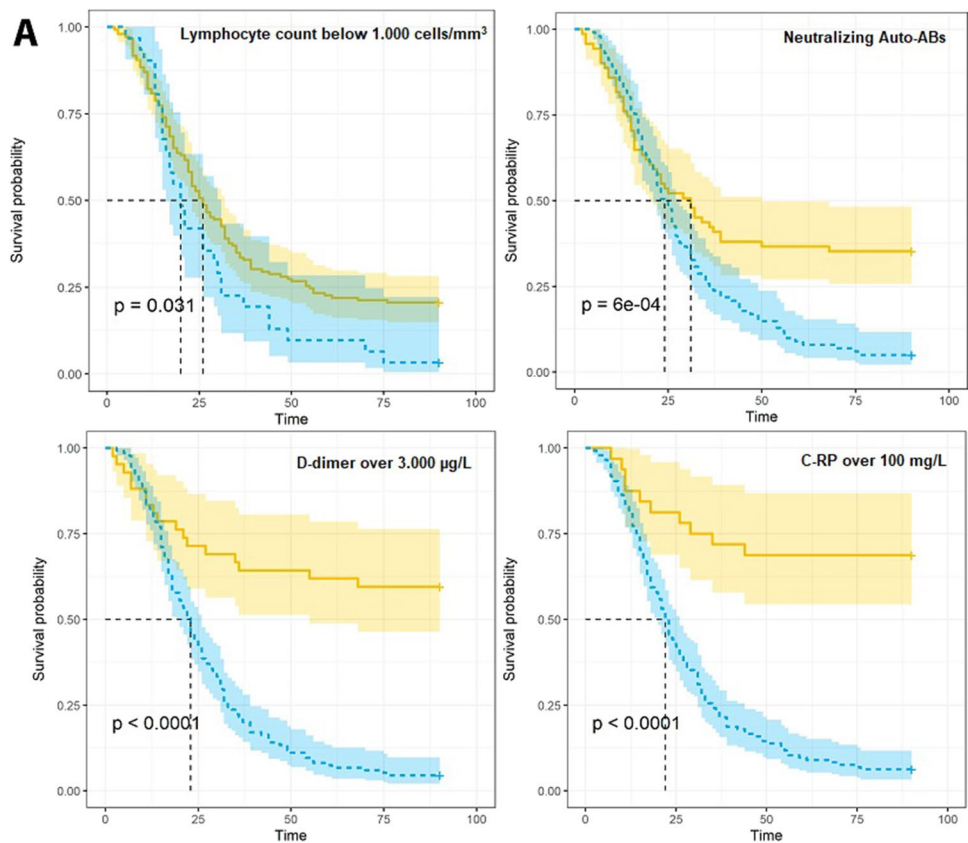 A
Lymphocyte count below 1.000 cells/mm³
Survival probability
1.00
0.75
0.50
0.25
0.00
p = 0.031
0
25
50
75
100
Time
Neutralizing Auto-ABs
Survival probability
1.00
0.75
0.50
0.25
0.00
p = 6e-04
0
25
50
75
100
Time
D-dimer over 3.000 µg/L
Survival probability
1.00
0.75
0.50
0.25
0.00
p < 0.0001
0
25
50
75
100
Time
C-RP over 100 mg/L
Survival probability
1.00
0.75
0.50
0.25
0.00
p < 0.0001
0
25
50
75
100
Time